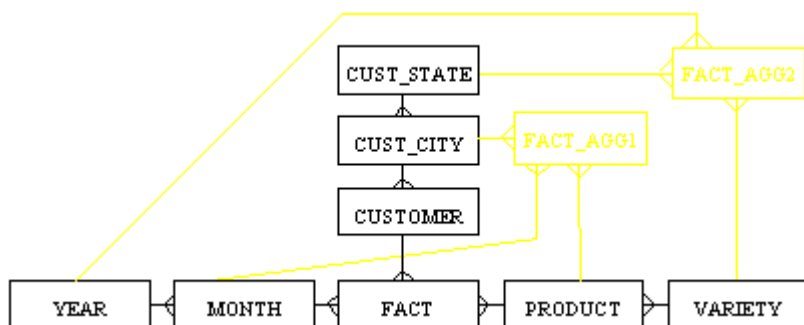 CUST_STATE
FACT_AGG2
CUST_CITY
FACT_AGG1
CUSTOMER
YEAR
MONTH
FACT
PRODUCT
VARIETY